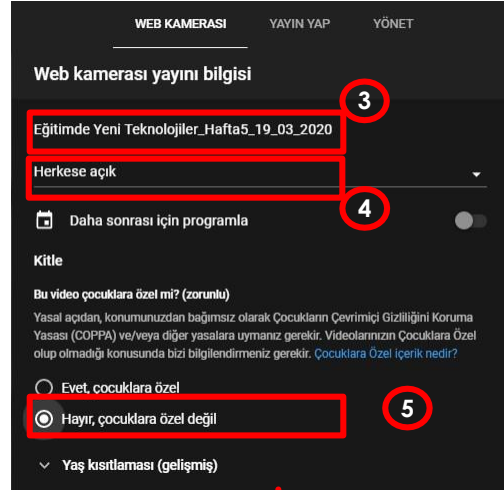 WEB KAMERASI YAYIN YAP YÖNET
Web kamerası yayını bilgisi
3
Eğitimde Yeni Teknolojiler_Hafta5_19_03_2020
Herkese açık
4
Daha sonrası için programla
Kitle
Bu video çocuklara özel mi? (zorunlu)
Yasal açıdan, konumunuzdan bağımsız olarak Çocukların Çevrimiçi Gizliliğini Koruma
Yasası (COPPA) ve/veya diğer yasalara uymanız gerekir. Videolarınızın Çocuklara Özel
olup olmadığı konusunda bizi bilgilendirmeniz gerekir. Çocuklara Özel içerik nedir?
Evet, çocuklara özel
Hayır, çocuklara özel değil
5
Yaş kısıtlaması (gelişmiş)